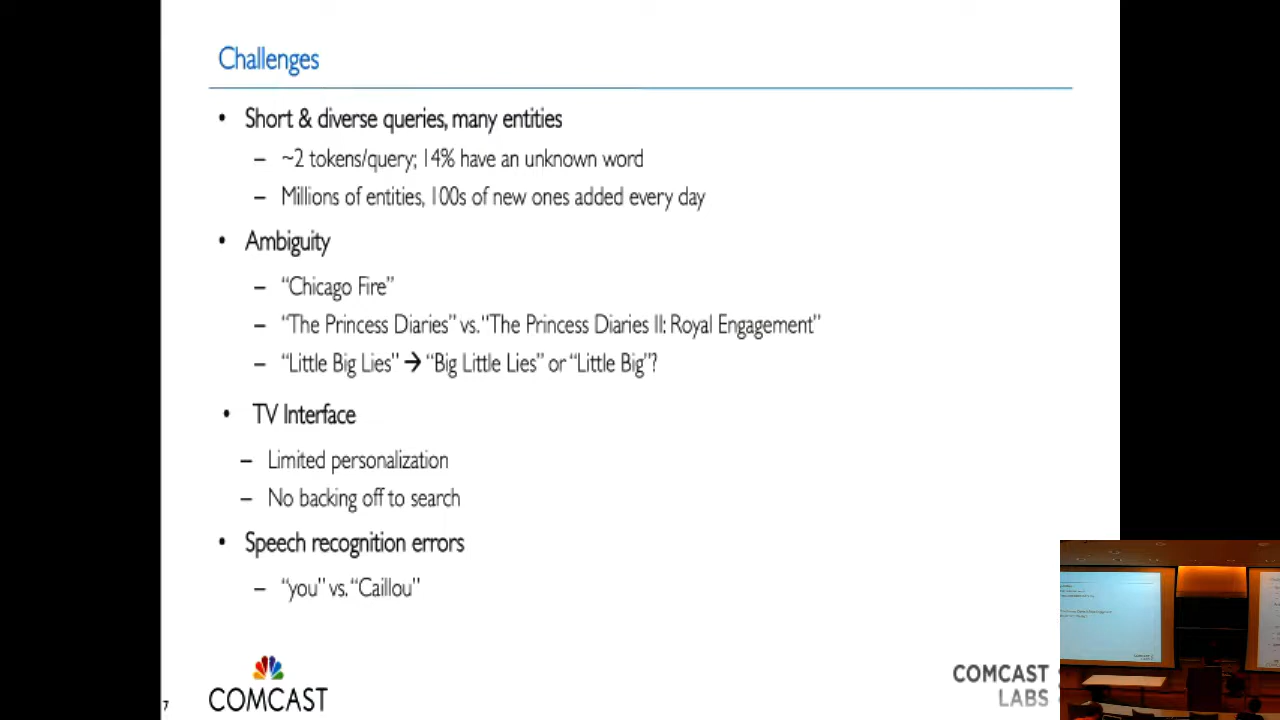 Challenges
• Short & diverse queries, many entities
– ~2 tokens/query; 14% have an unknown word
– Millions of entities, 100s of new ones added every day
• Ambiguity
– “Chicago Fire”
– “The Princess Diaries” vs. “The Princess Diaries II: Royal Engagement”
– “Little Big Lies” → “Big Little Lies” or “Little Big”?
• TV Interface
– Limited personalization
– No backing off to search
• Speech recognition errors
– “you” vs. “Caillou”
7
COMCAST
COMCAST
LABS